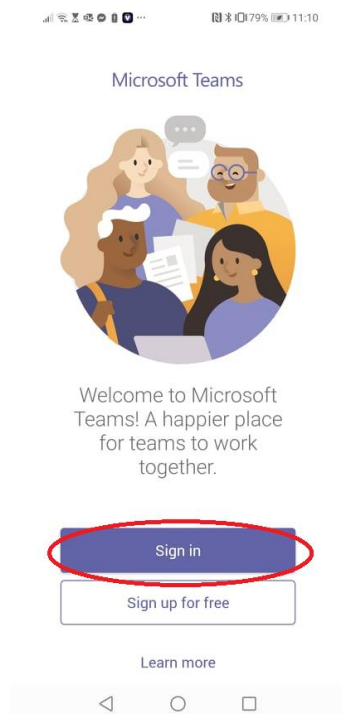 79% 11:10
Microsoft Teams
Welcome to Microsoft
Teams! A happier place
for teams to work
together.
Sign in
Sign up for free
Learn more